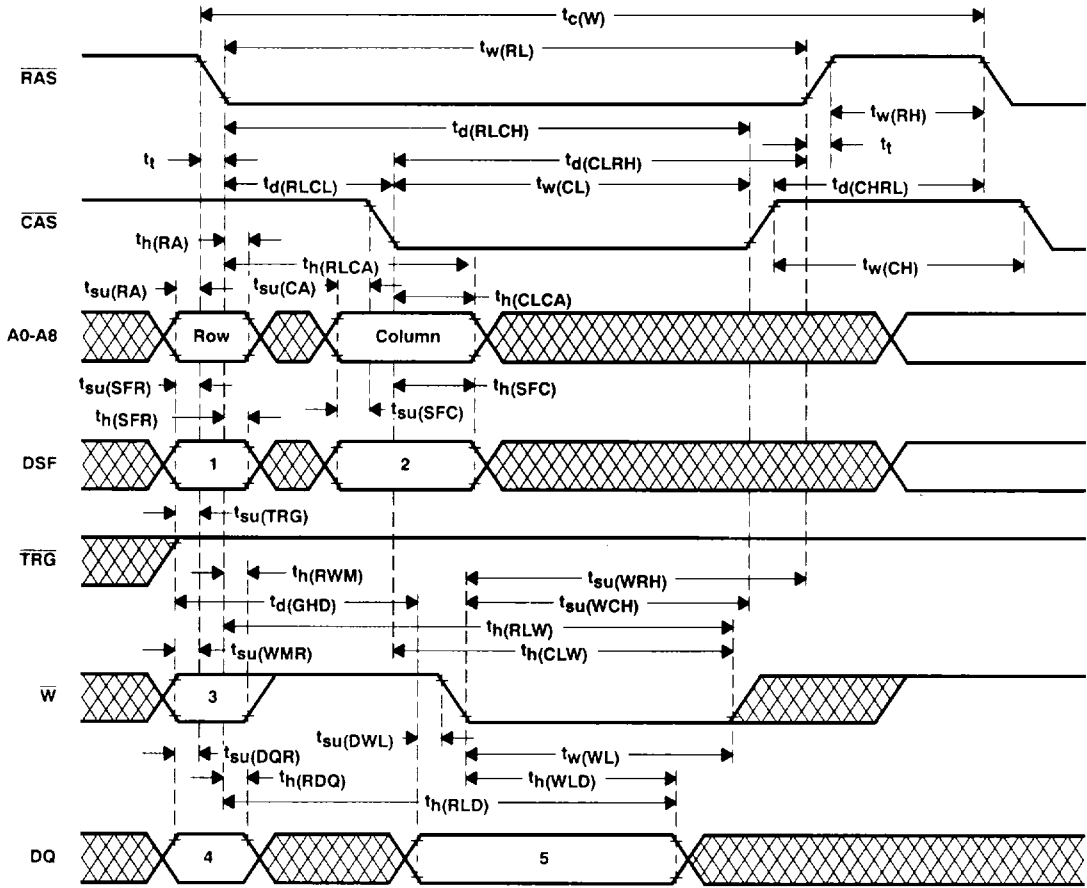 tc(W)
tw(RL)
RAS
tw(RH)
td(RLCH)
tt
td(CLRH)
tt
td(RLCL)
tw(CL)
td(CHRL)
CAS
th(RA)
th(RLCA)
tw(CH)
tsu(RA)
tsu(CA)
th(CLCA)
A0-A8
Row
Column
tsu(SFR)
th(SFC)
th(SFR)
tsu(SFC)
DSF
1
2
tsu(TRG)
TRG
th(RWM)
tsu(WRH)
td(GHD)
tsu(WCH)
th(RLW)
tsu(WMR)
th(CLW)
W
3
tsu(DWL)
tsu(DQR)
tw(WL)
th(RDQ)
th(WLD)
th(RLD)
DQ
4
5